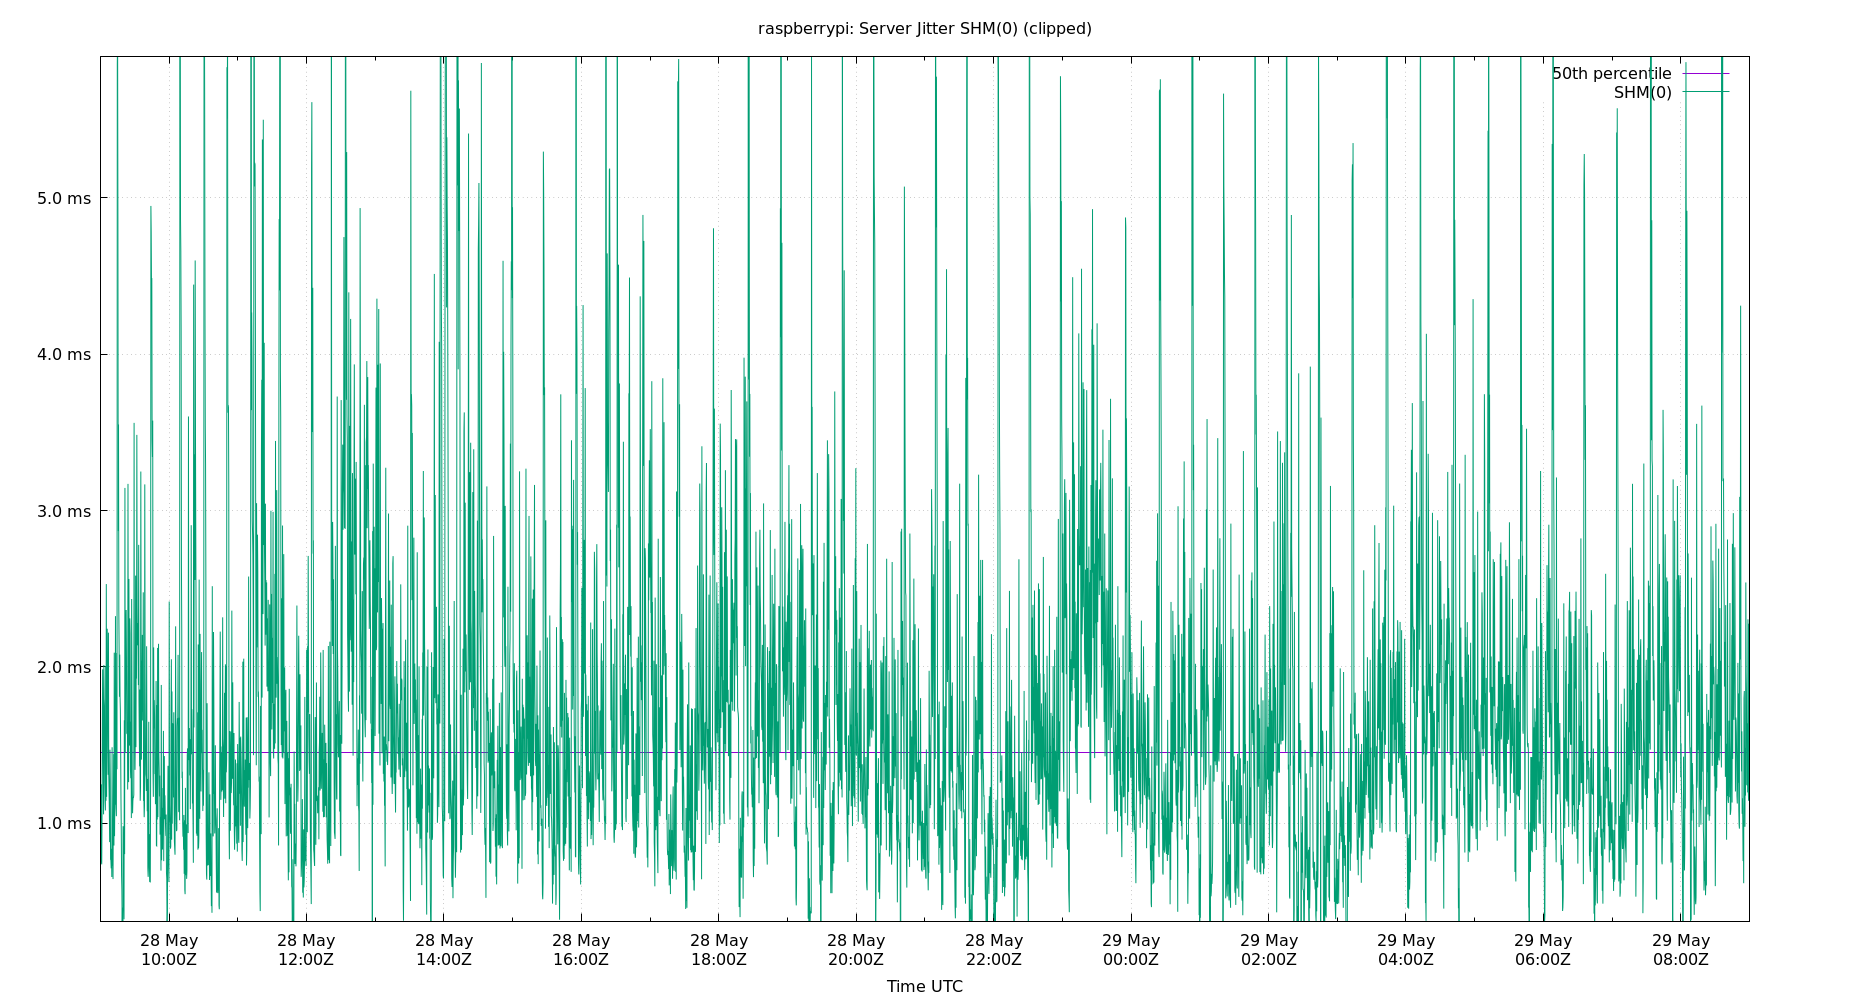 raspberrypi: Server Jitter SHM(0) (clipped)
50th percentile
SHM(0)
5.0 ms
4.0 ms
3.0 ms
2.0 ms
1.0 ms
28 May 28 May 28 May 28 May 28 May 28 May 28 May 29 May 29 May 29 May 29 May 29 May
10:00Z 12:00Z 14:00Z 16:00Z 18:00Z 20:00Z 22:00Z 00:00Z 02:00Z 04:00Z 06:00Z 08:00Z
Time UTC